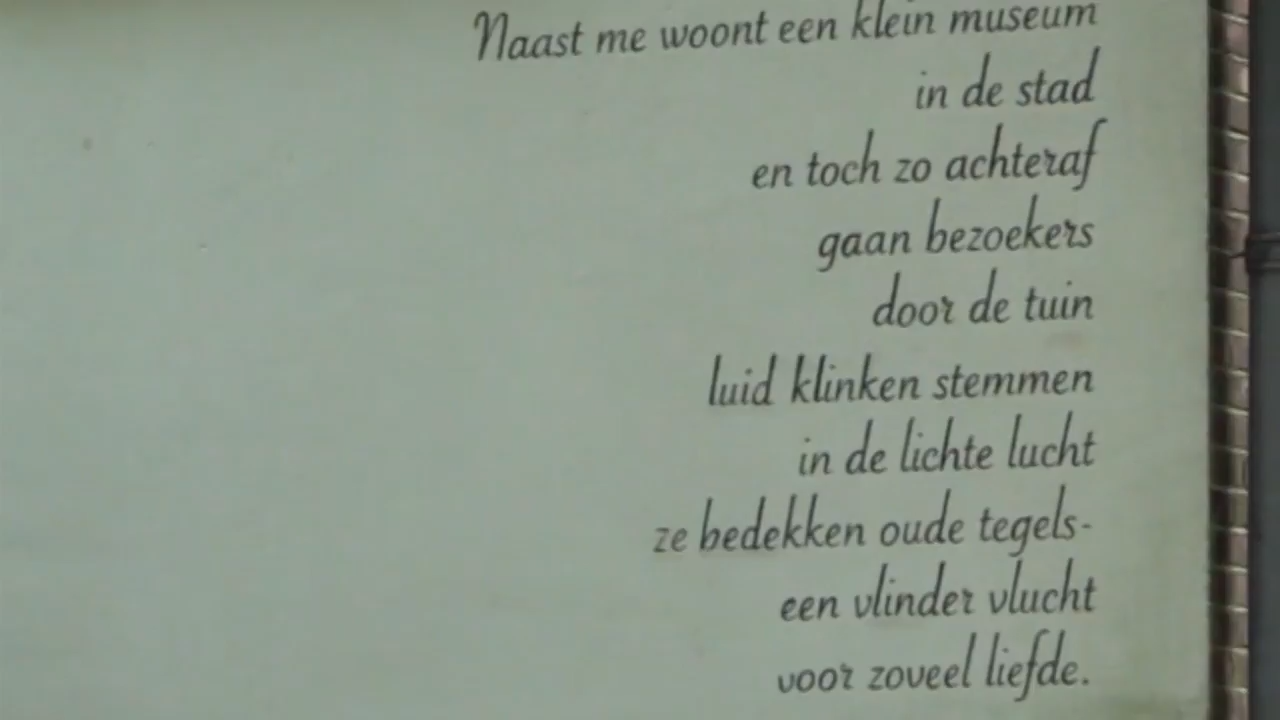 Naast me woont een klein museum
in de stad
en toch zo achteraf
gaan bezoekers
door de tuin
luid klinken stemmen
in de lichte lucht
ze bedekken oude tegels-
een vlinder vlucht
voor zoveel liefde.